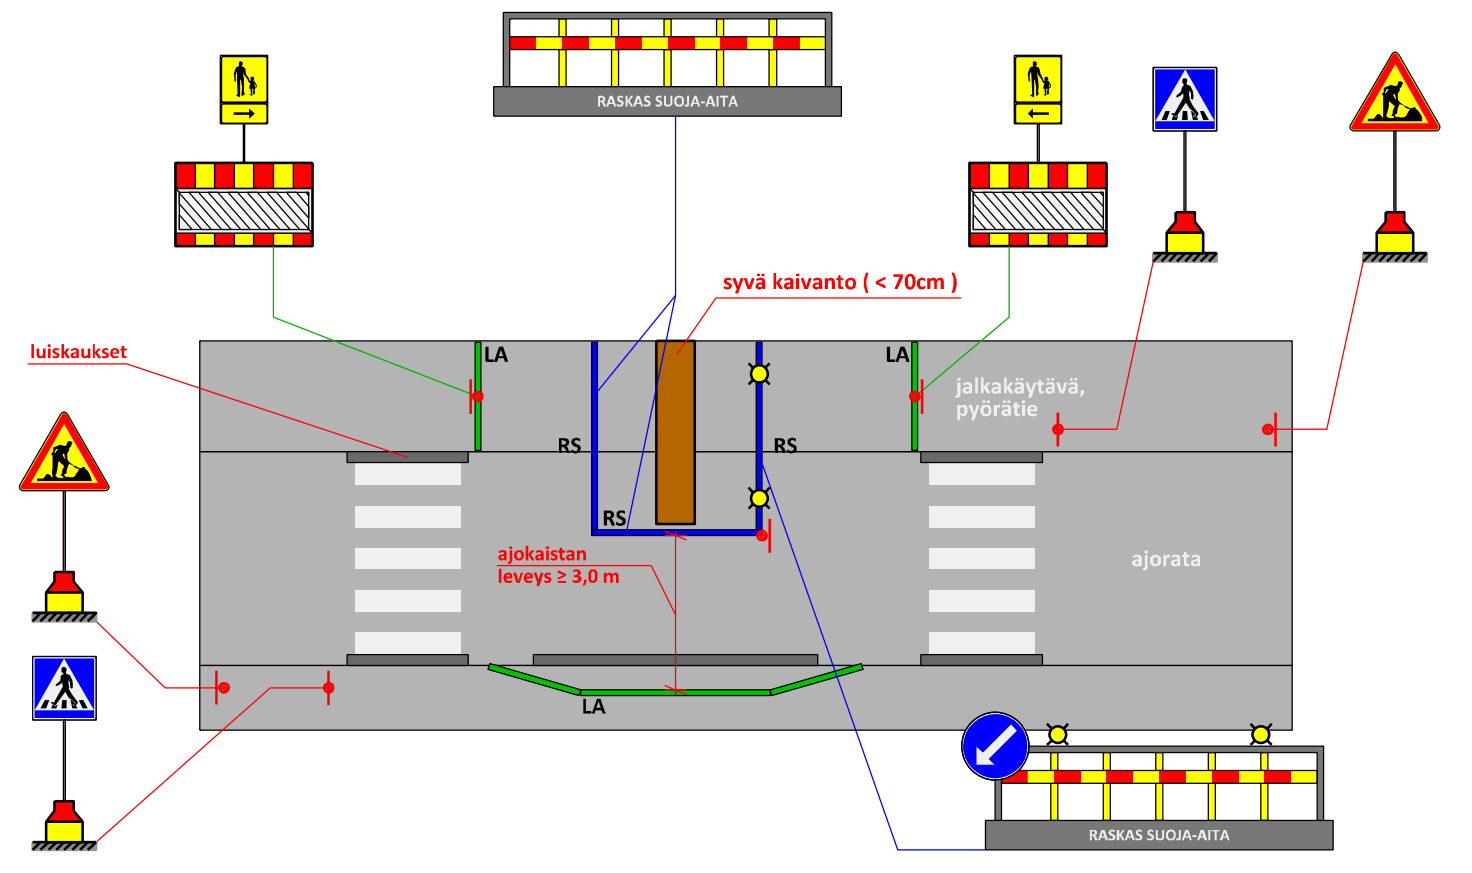 RASKAS SUOJA-AITA
syvä kaivanto ( < 70cm )
luiskaukset
LA
LA
jalkakäytävä,
pyörätie
RS
RS
RS
ajokaistan
leveys ≥ 3,0 m
ajorata
LA
RASKAS SUOJA-AITA